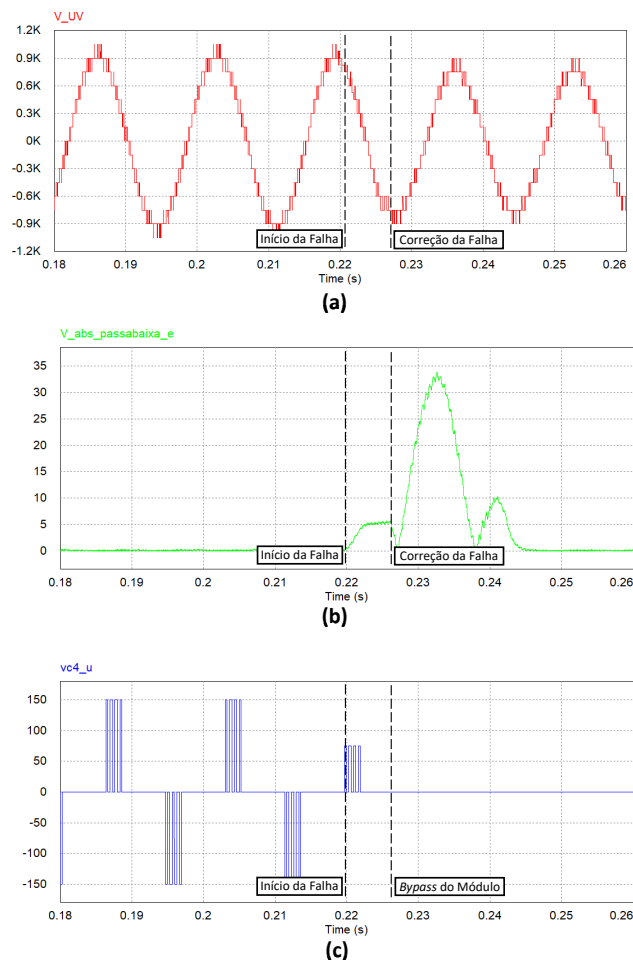 V_UV
1.2K
0.9K
0.6K
0.3K
0K
-0.3K
-0.6K
-0.9K
-1.2K
Início da Falha
Correção da Falha
0.18 0.19 0.2 0.21 0.22 0.23 0.24 0.25 0.26
Time (s)
(a)
V_abs_passabaixa_e
35
30
25
20
15
10
5
0
Início da Falha
Correção da Falha
0.18 0.19 0.2 0.21 0.22 0.23 0.24 0.25 0.26
Time (s)
(b)
vc4_u
150
100
50
0
-50
-100
-150
Início da Falha
Bypass do Módulo
0.18 0.19 0.2 0.21 0.22 0.23 0.24 0.25 0.26
Time (s)
(c)